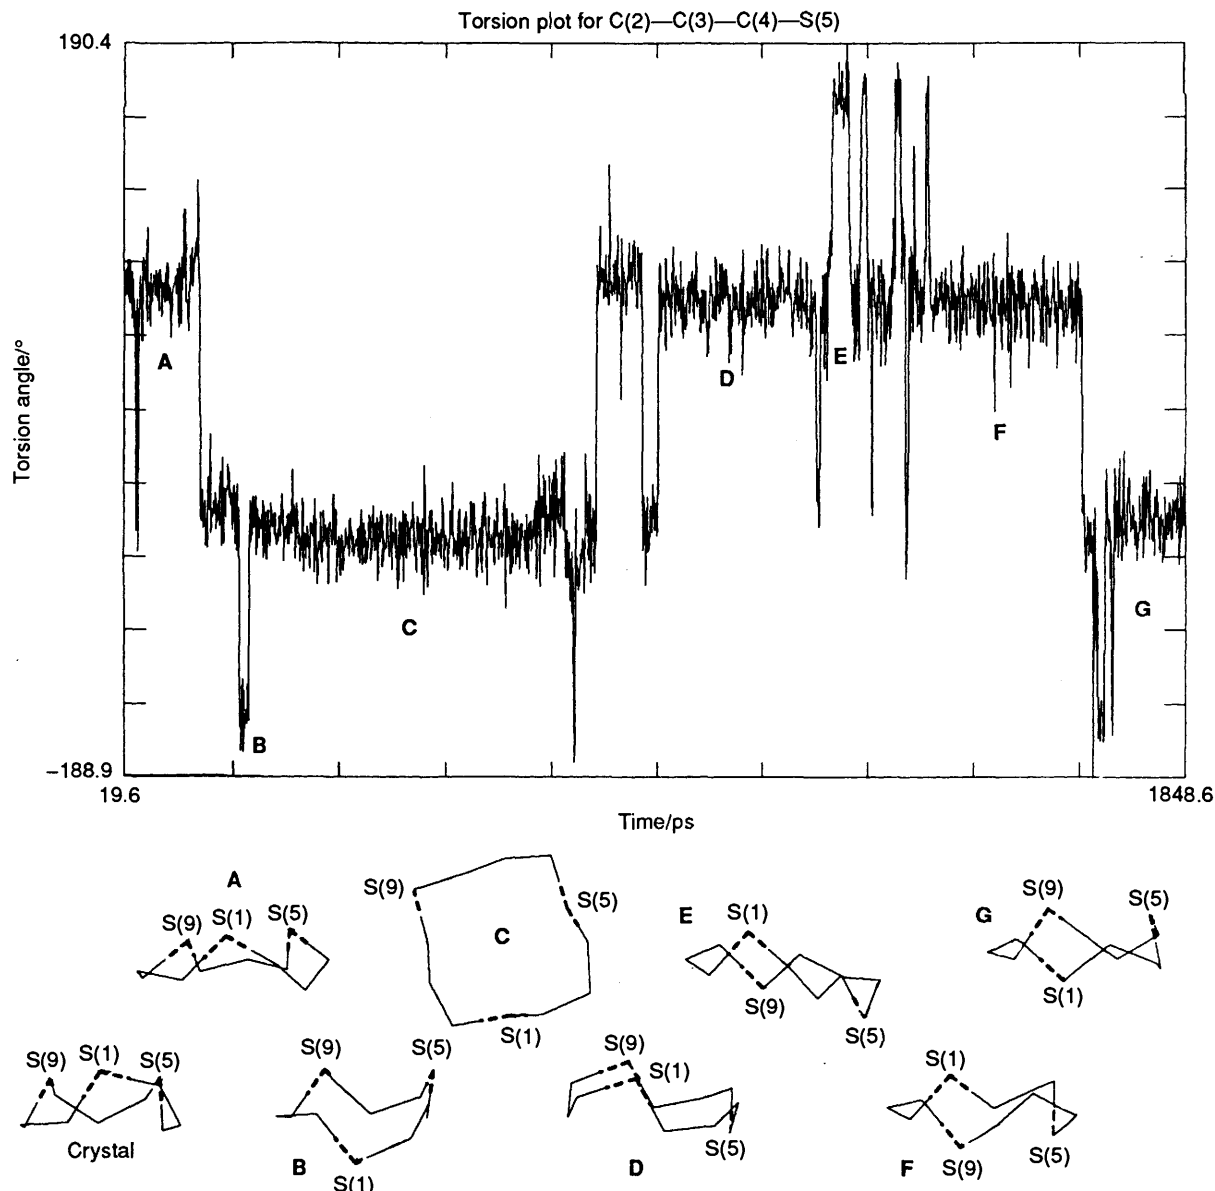 Torsion plot for C(2)—C(3)—C(4)—S(5)
190.4
Torsion angle/°
A
E
D
F
C
G
B
−188.9
19.6
1848.6
Time/ps
A
S(9)
S(1)
S(5)
S(9)
C
S(5)
S(1)
E
S(1)
S(9)
S(5)
G
S(9)
S(5)
S(1)
S(9)
S(1)
S(5)
Crystal
S(9)
S(5)
B
S(1)
S(9)
S(1)
D
S(5)
S(1)
F
S(9)
S(5)